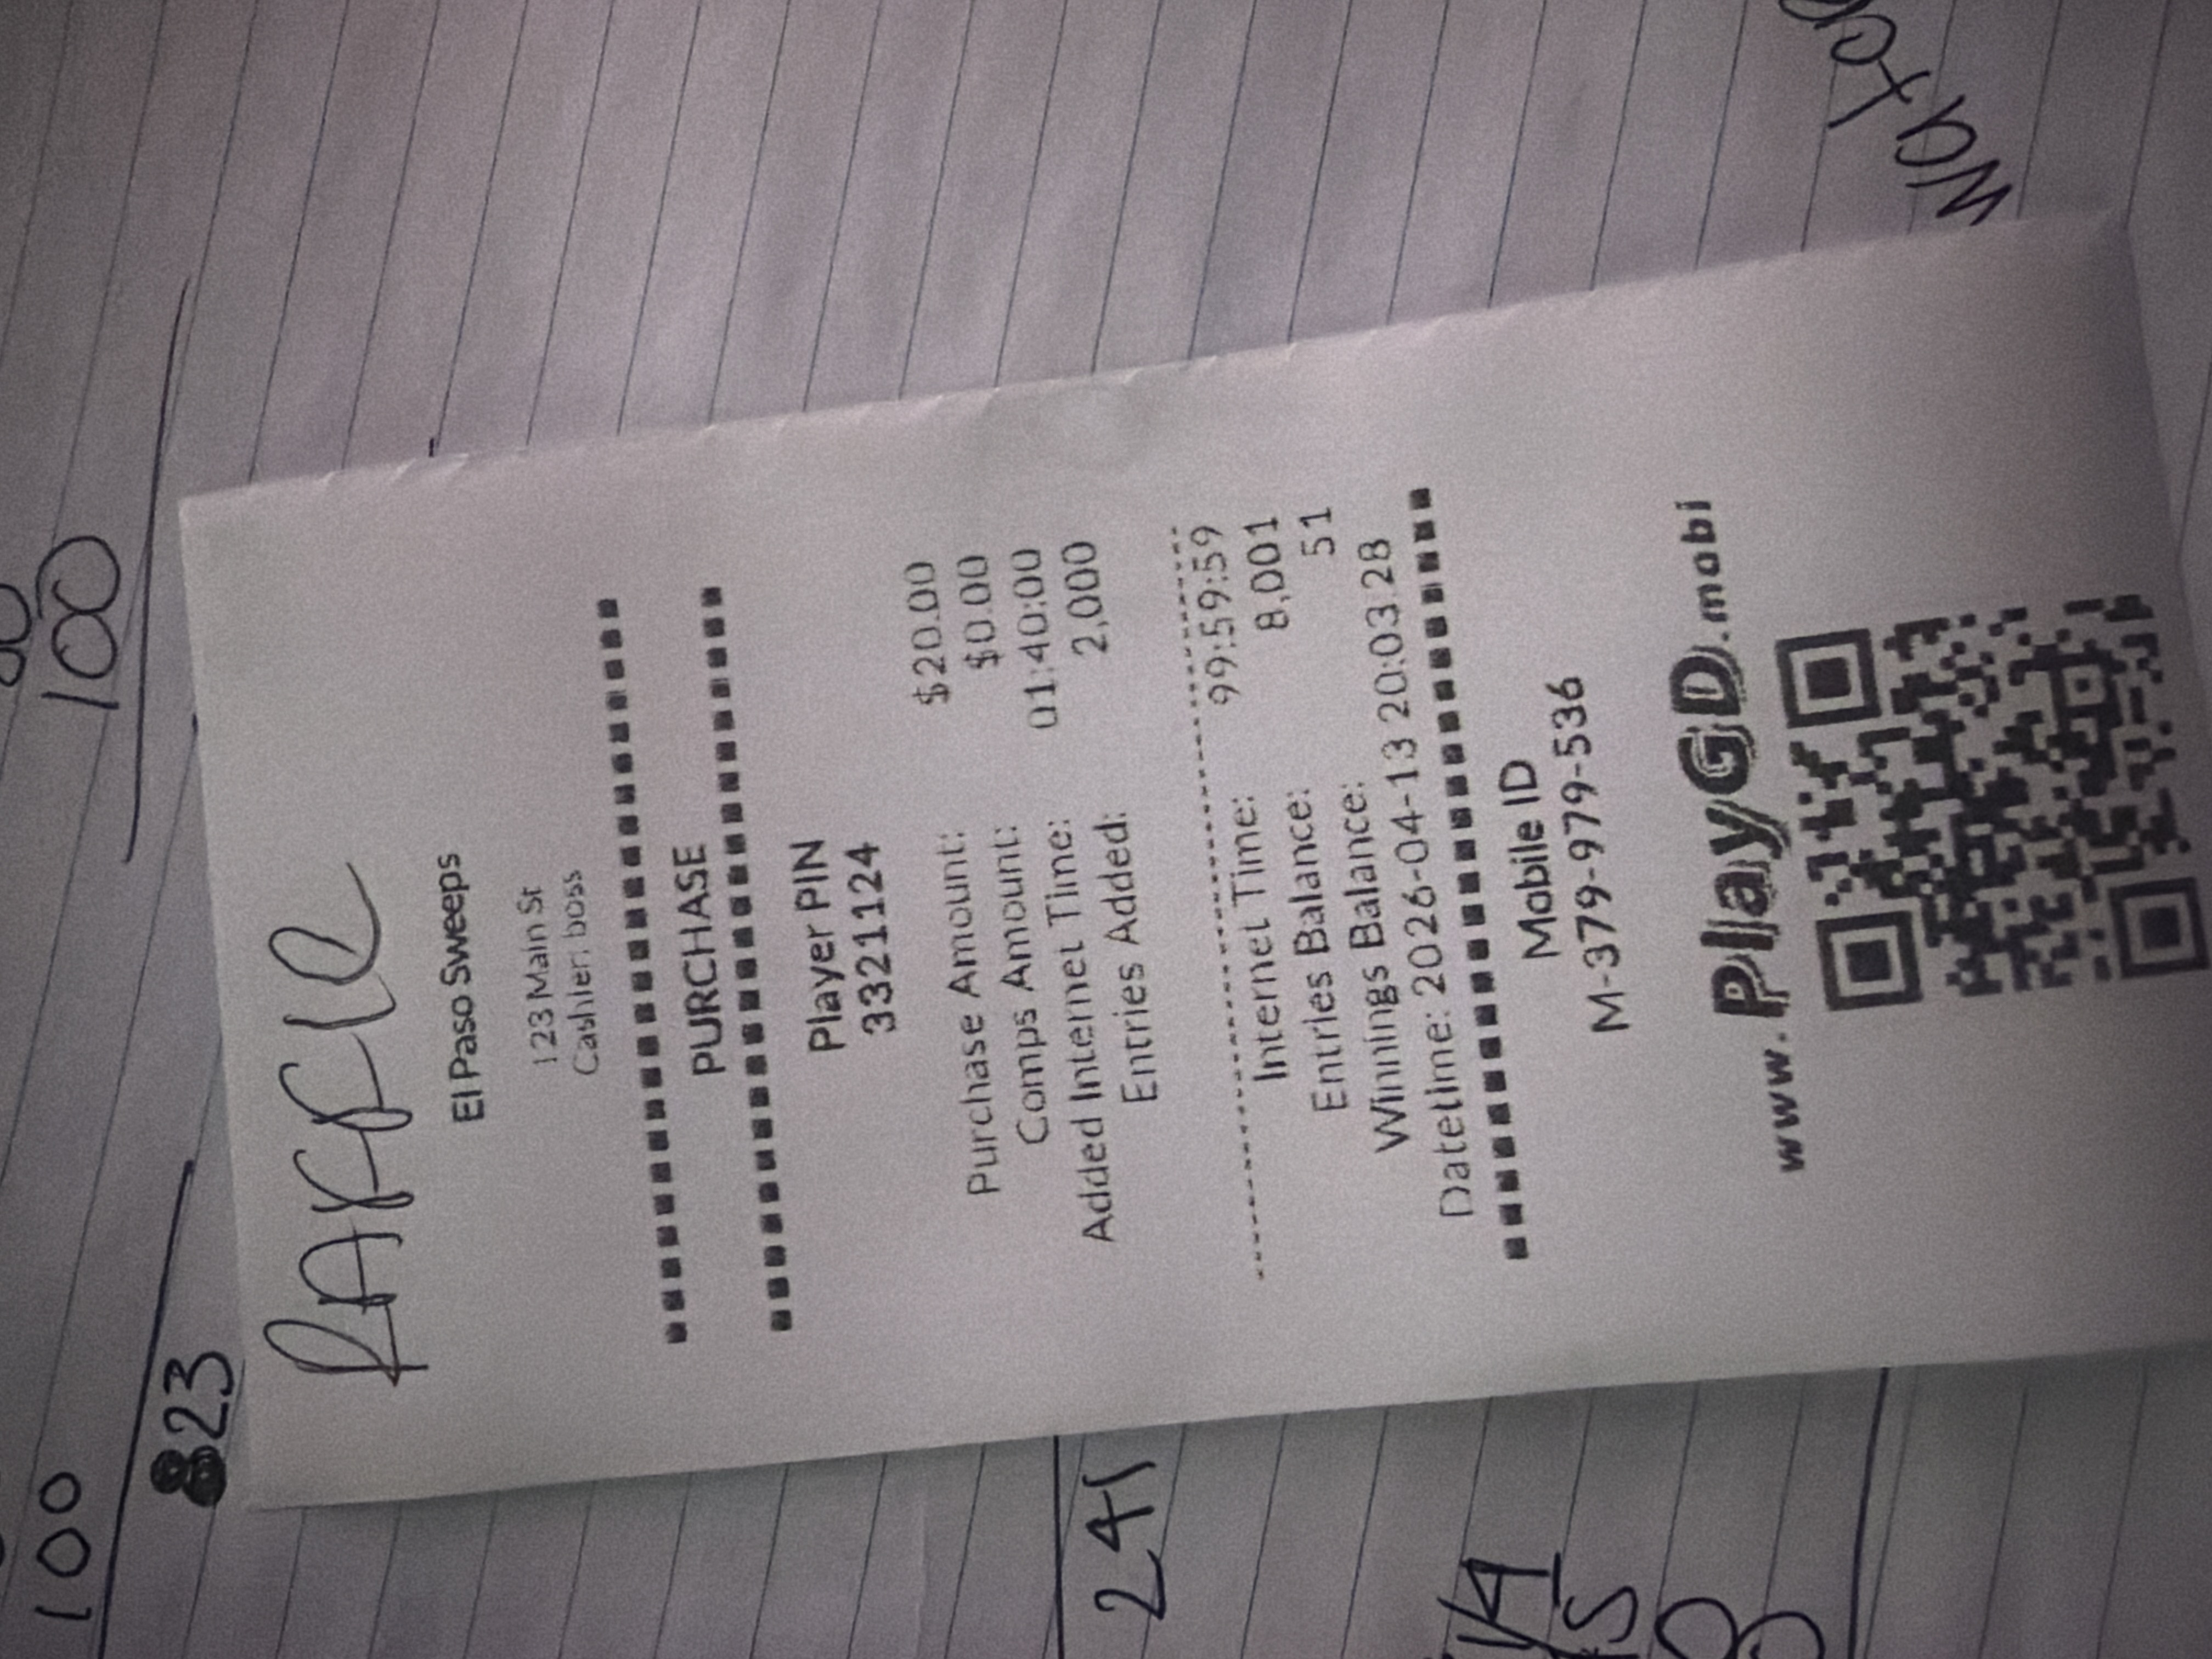 RAFFLE
El Paso Sweeps
123 Main St
Cashier: boss
PURCHASE
Player PIN
3321124
Purchase Amount: $20.00
Comps Amount: $0.00
Added Internet Time: 01:40:00
Entries Added: 2,000
Internet Time: 99:59:59
Entries Balance: 8,001
Winnings Balance: 51
Datetime: 2026-04-13 20:03:28
Mobile ID
M-379-979-536
www.PlayGD.mobi
100
100
823